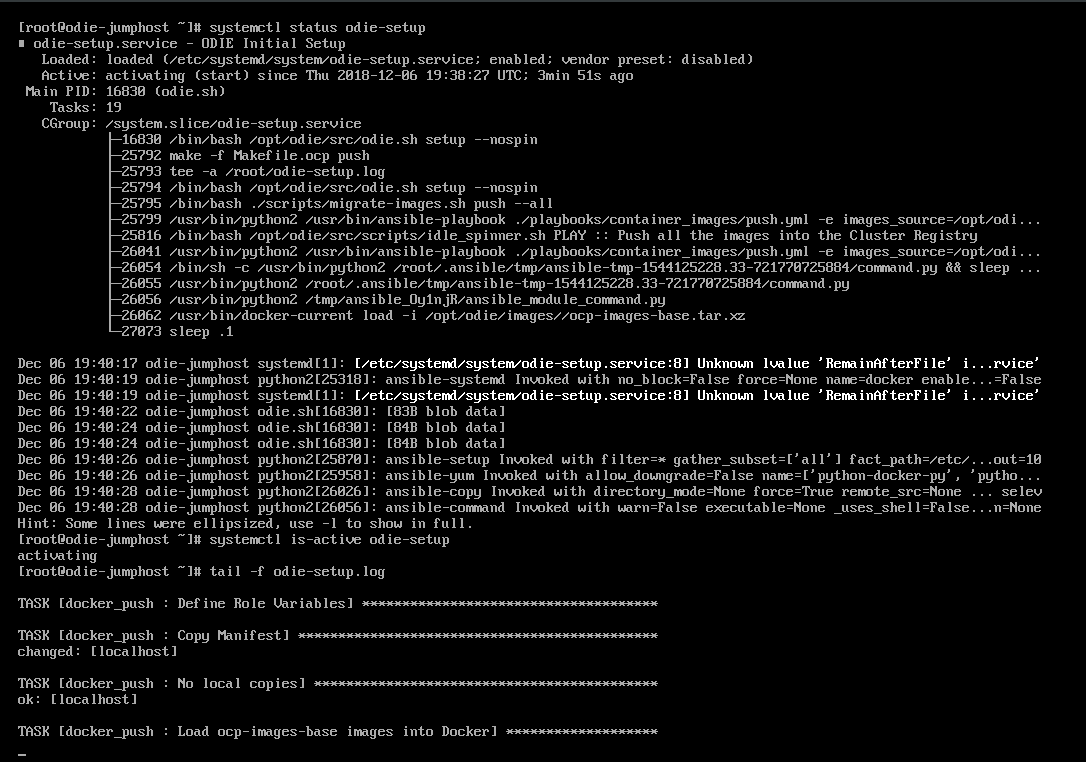 [root@odie-jumphost ~]# systemctl status odie-setup
■ odie-setup.service - ODIE Initial Setup
   Loaded: loaded (/etc/systemd/system/odie-setup.service; enabled; vendor preset: disabled)
   Active: activating (start) since Thu 2018-12-06 19:38:27 UTC; 3min 51s ago
 Main PID: 16830 (odie.sh)
    Tasks: 19
   CGroup: /system.slice/odie-setup.service
           ├─16830 /bin/bash /opt/odie/src/odie.sh setup --nospin
           ├─25792 make -f Makefile.ocp push
           ├─25793 tee -a /root/odie-setup.log
           ├─25794 /bin/bash /opt/odie/src/odie.sh setup --nospin
           ├─25795 /bin/bash ./scripts/migrate-images.sh push --all
           ├─25799 /usr/bin/python2 /usr/bin/ansible-playbook ./playbooks/container_images/push.yml -e images_source=/opt/odi...
           ├─25816 /bin/bash /opt/odie/src/scripts/idle_spinner.sh PLAY :: Push all the images into the Cluster Registry
           ├─26041 /usr/bin/python2 /usr/bin/ansible-playbook ./playbooks/container_images/push.yml -e images_source=/opt/odi...
           ├─26054 /bin/sh -c /usr/bin/python2 /root/.ansible/tmp/ansible-tmp-1544125228.33-721770725884/command.py && sleep ...
           ├─26055 /usr/bin/python2 /root/.ansible/tmp/ansible-tmp-1544125228.33-721770725884/command.py
           ├─26056 /usr/bin/python2 /tmp/ansible_Oy1njR/ansible_module_command.py
           ├─26062 /usr/bin/docker-current load -i /opt/odie/images//ocp-images-base.tar.xz
           └─27073 sleep .1

Dec 06 19:40:17 odie-jumphost systemd[1]: [/etc/systemd/system/odie-setup.service:8] Unknown lvalue 'RemainAfterFile' i...rvice'
Dec 06 19:40:19 odie-jumphost python2[25318]: ansible-systemd Invoked with no_block=False force=None name=docker enable...=False
Dec 06 19:40:19 odie-jumphost systemd[1]: [/etc/systemd/system/odie-setup.service:8] Unknown lvalue 'RemainAfterFile' i...rvice'
Dec 06 19:40:22 odie-jumphost odie.sh[16830]: [83B blob data]
Dec 06 19:40:24 odie-jumphost odie.sh[16830]: [84B blob data]
Dec 06 19:40:24 odie-jumphost odie.sh[16830]: [84B blob data]
Dec 06 19:40:26 odie-jumphost python2[25870]: ansible-setup Invoked with filter=* gather_subset=['all'] fact_path=/etc/...out=10
Dec 06 19:40:26 odie-jumphost python2[25958]: ansible-yum Invoked with allow_downgrade=False name=['python-docker-py', 'pytho...
Dec 06 19:40:28 odie-jumphost python2[26026]: ansible-copy Invoked with directory_mode=None force=True remote_src=None ... selev
Dec 06 19:40:28 odie-jumphost python2[26056]: ansible-command Invoked with warn=False executable=None _uses_shell=False...n=None
Hint: Some lines were ellipsized, use -l to show in full.
[root@odie-jumphost ~]# systemctl is-active odie-setup
activating
[root@odie-jumphost ~]# tail -f odie-setup.log

TASK [docker_push : Define Role Variables] *************************************

TASK [docker_push : Copy Manifest] *********************************************
changed: [localhost]

TASK [docker_push : No local copies] *******************************************
ok: [localhost]

TASK [docker_push : Load ocp-images-base images into Docker] *******************